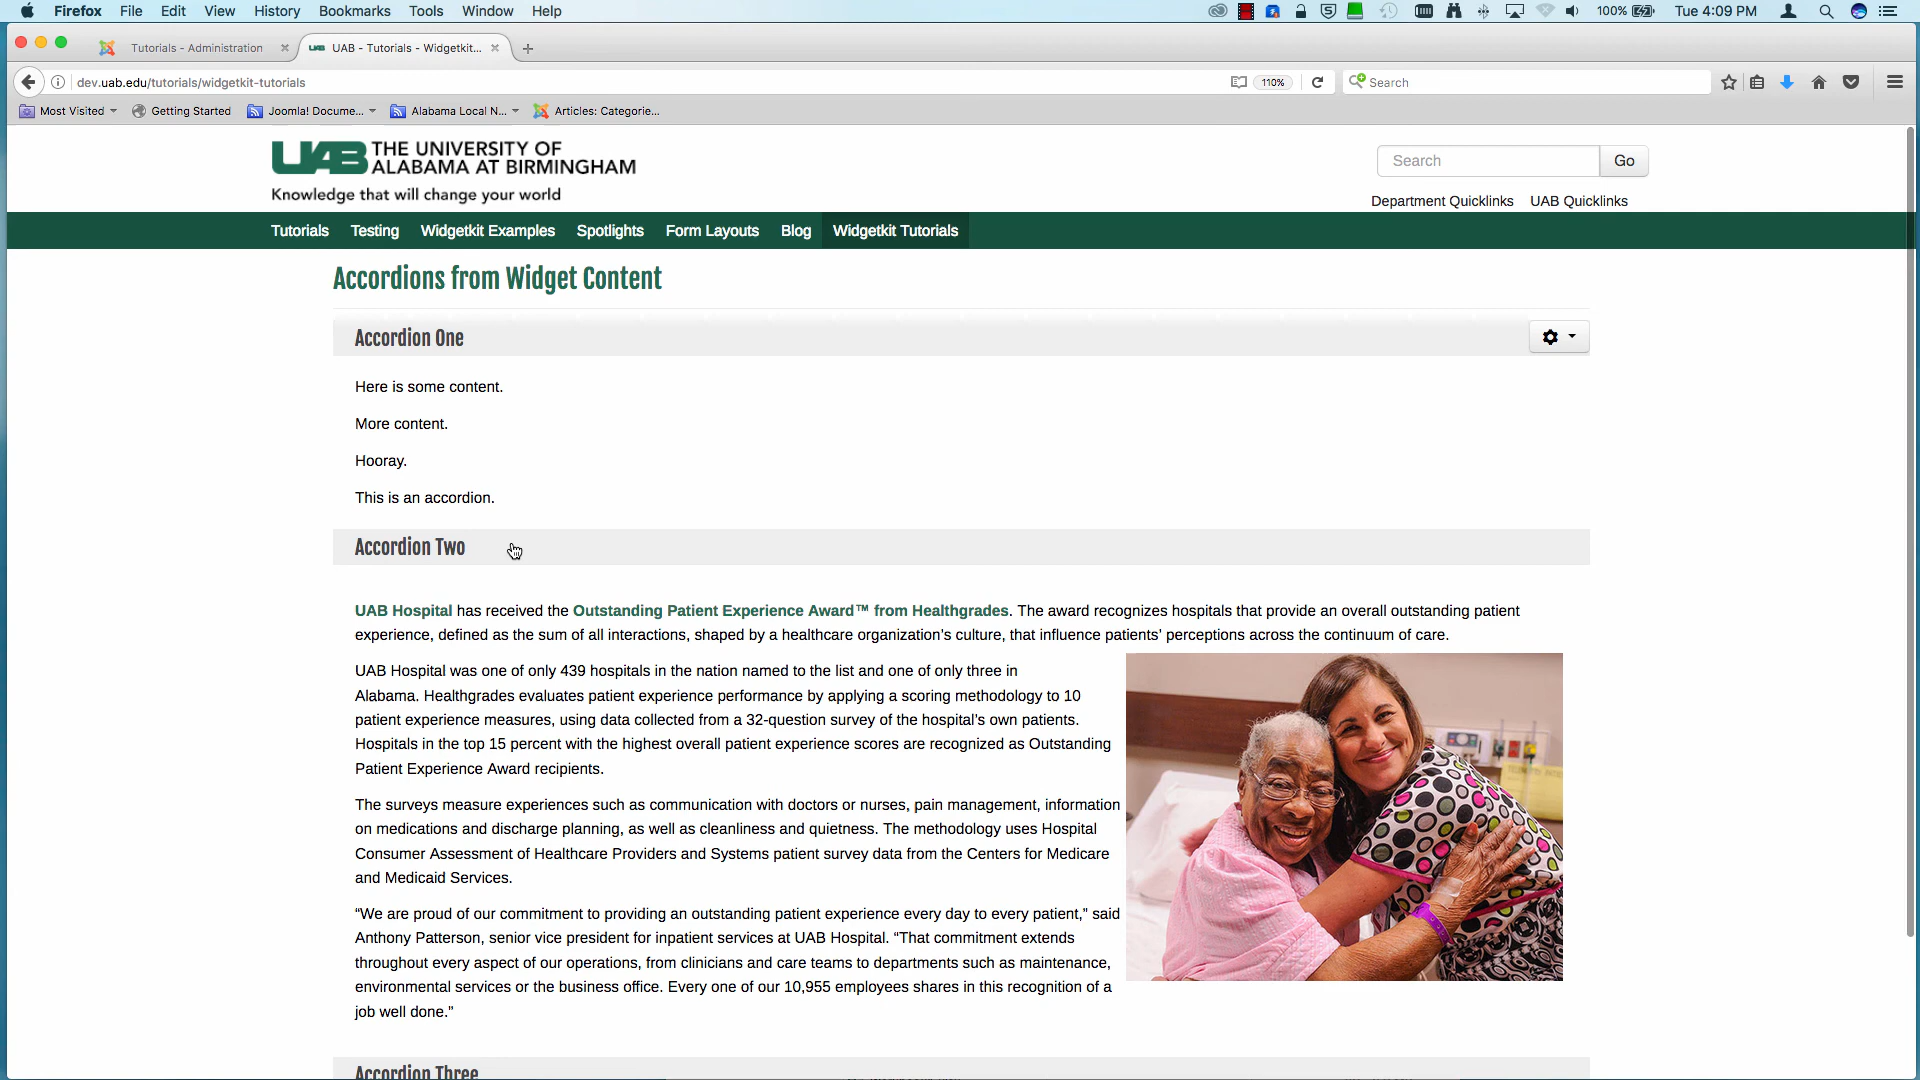 Firefox File Edit View History Bookmarks Tools Window Help 100% Tue 4:09 PM
Tutorials - Administration
UAB - Tutorials - Widgetkit...
dev.uab.edu/tutorials/widgetkit-tutorials 110% Search
Most Visited Getting Started Joomla! Docume... Alabama Local N... Articles: Categorie...
UAB THE UNIVERSITY OF
ALABAMA AT BIRMINGHAM
Knowledge that will change your world
Search Go
Department Quicklinks UAB Quicklinks
Tutorials Testing Widgetkit Examples Spotlights Form Layouts Blog Widgetkit Tutorials
Accordions from Widget Content
Accordion One
Here is some content.
More content.
Hooray.
This is an accordion.
Accordion Two
UAB Hospital has received the Outstanding Patient Experience Award™ from Healthgrades. The award recognizes hospitals that provide an overall outstanding patient
experience, defined as the sum of all interactions, shaped by a healthcare organization's culture, that influence patients' perceptions across the continuum of care.
UAB Hospital was one of only 439 hospitals in the nation named to the list and one of only three in
Alabama. Healthgrades evaluates patient experience performance by applying a scoring methodology to 10
patient experience measures, using data collected from a 32-question survey of the hospital's own patients.
Hospitals in the top 15 percent with the highest overall patient experience scores are recognized as Outstanding
Patient Experience Award recipients.
The surveys measure experiences such as communication with doctors or nurses, pain management, information
on medications and discharge planning, as well as cleanliness and quietness. The methodology uses Hospital
Consumer Assessment of Healthcare Providers and Systems patient survey data from the Centers for Medicare
and Medicaid Services.
“We are proud of our commitment to providing an outstanding patient experience every day to every patient,” said
Anthony Patterson, senior vice president for inpatient services at UAB Hospital. “That commitment extends
throughout every aspect of our operations, from clinicians and care teams to departments such as maintenance,
environmental services or the business office. Every one of our 10,955 employees shares in this recognition of a
job well done.”
Accordion Three